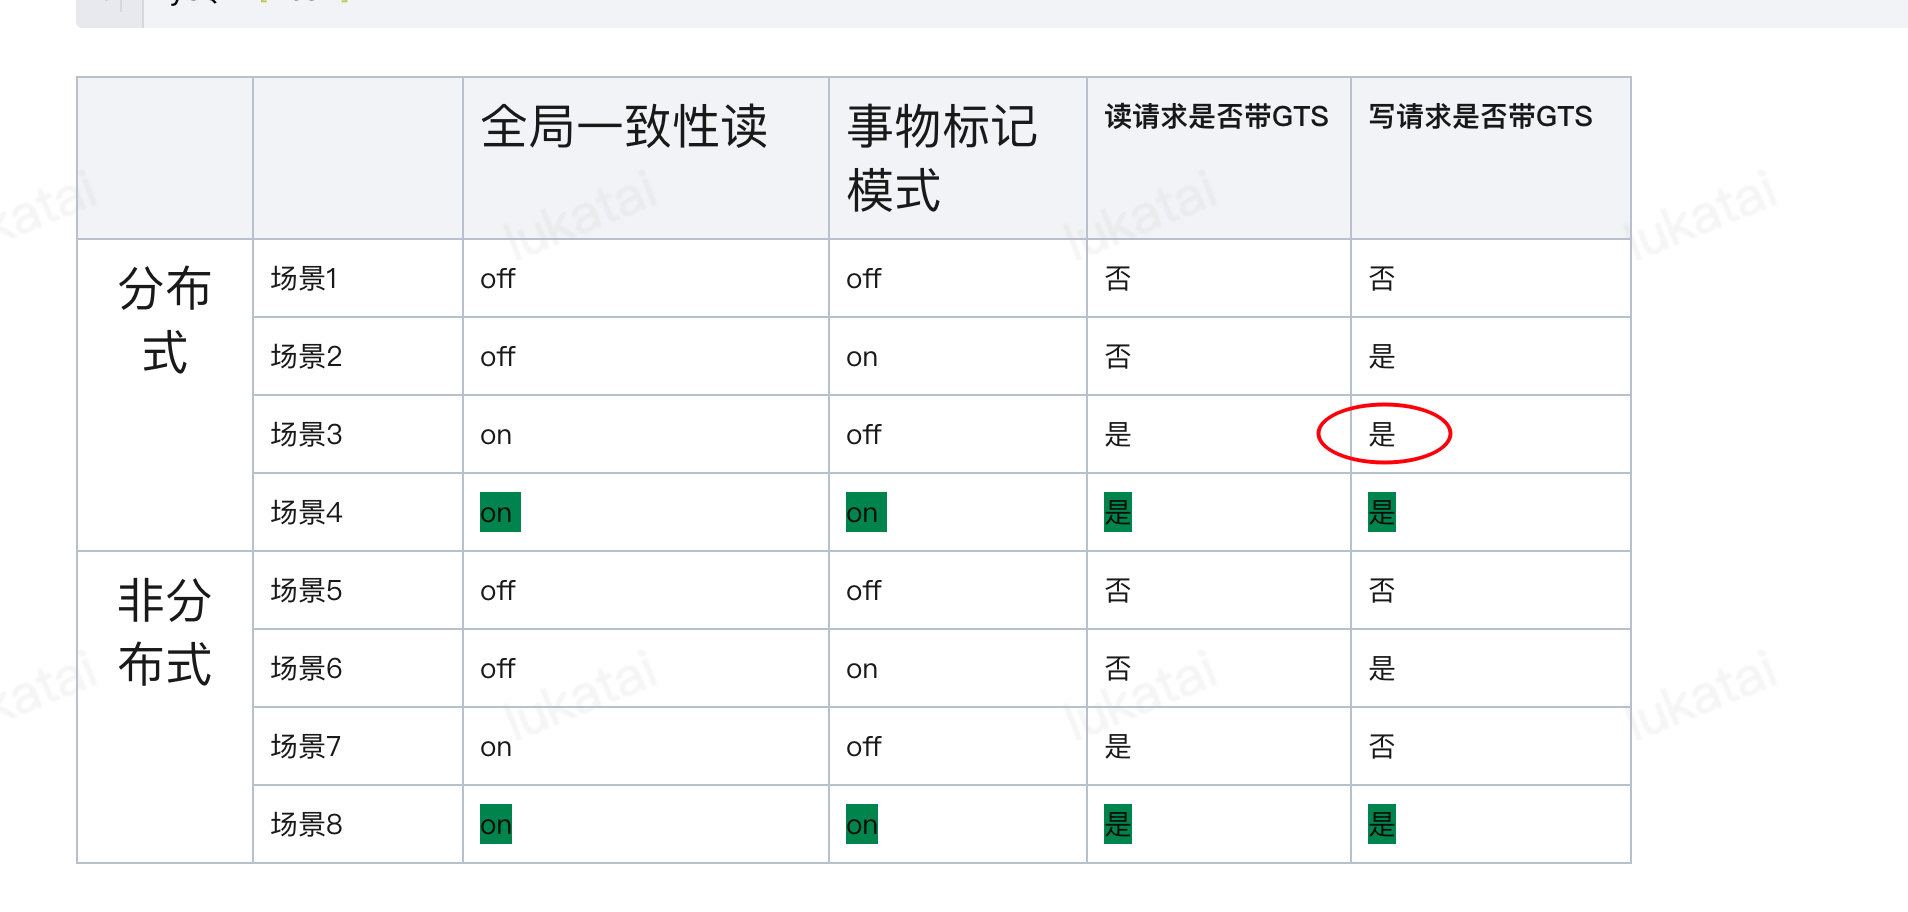 全局一致性读 事物标记 读请求是否带GTS 写请求是否带GTS
模式
分布
式
场景1 off off 否 否
场景2 off on 否 是
场景3 on off 是 是
场景4 on on 是 是
非分
布式
场景5 off off 否 否
场景6 off on 否 是
场景7 on off 是 否
场景8 on on 是 是
lukatai
lukatai
lukatai
katai
lukatai
lukatai
lukatai
katai